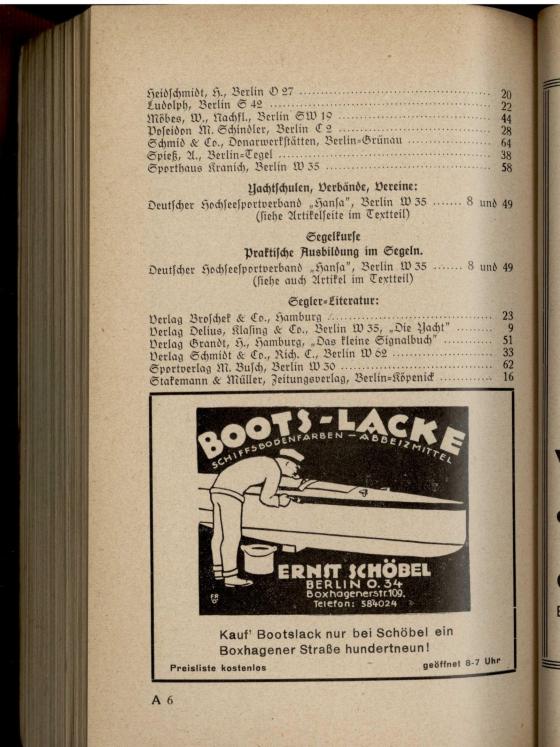 Heidschmidt, H., Berlin O 27 ........ 20
Ludolph, Berlin S 42 ........ 22
Möbes, W., Nachfl., Berlin SW 19 ........ 44
Poseidon M. Schindler, Berlin C 2 ........ 28
Schmid & Co., Donarwerkstätten, Berlin-Grünau ........ 64
Spieß, A., Berlin-Tegel ........ 38
Sporthaus Kranich, Berlin W 35 ........ 58
Yachtschulen, Verbände, Vereine:
Deutscher Hochseesportverband „Hansa", Berlin W 35 ....... 8 und 49
(siehe Artikelseite im Textteil)
Segelkurse
Praktische Ausbildung im Segeln.
Deutscher Hochseesportverband „Hansa", Berlin W 35 ....... 8 und 49
(siehe auch Artikel im Textteil)
Segler-Literatur:
Verlag Broschek & Co., Hamburg ........ 23
Verlag Delius, Klasing & Co., Berlin W 35, „Die Yacht" ........ 9
Verlag Grandt, H., Hamburg, „Das kleine Signalbuch" ........ 51
Verlag Schmidt & Co., Rich. C., Berlin W 62 ........ 33
Sportverlag M. Busch, Berlin W 30 ........ 62
Stakemann & Müller, Zeitungsverlag, Berlin-Köpenick ........ 16
BOOTS-LACKE
SCHIFFSBODENFARBEN – ABBEIZMITTEL
ERNST SCHÖBEL
BERLIN O. 34
Boxhagenerstr. 109.
Telefon: 584024
Kauf' Bootslack nur bei Schöbel ein
Boxhagener Straße hundertneun!
Preisliste kostenlos geöffnet 8-7 Uhr
A 6